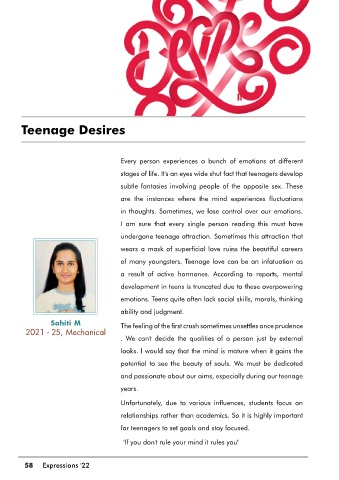 Desire
Teenage Desires
Every person experiences a bunch of emotions at different
stages of life. It's an eyes wide shut fact that teenagers develop
subtle fantasies involving people of the opposite sex. These
are the instances where the mind experiences fluctuations
in thoughts. Sometimes, we lose control over our emotions.
I am sure that every single person reading this must have
undergone teenage attraction. Sometimes this attraction that
wears a mask of superficial love ruins the beautiful careers
of many youngsters. Teenage love can be an infatuation as
a result of active hormones. According to reports, mental
development in teens is truncated due to these overpowering
emotions. Teens quite often lack social skills, morals, thinking
ability and judgment.
Sahiti M
2021 - 25, Mechanical
The feeling of the first crush sometimes unsettles once prudence
. We can't decide the qualities of a person just by external
looks. I would say that the mind is mature when it gains the
potential to see the beauty of souls. We must be dedicated
and passionate about our aims, especially during our teenage
years.
Unfortunately, due to various influences, students focus on
relationships rather than academics. So it is highly important
for teenagers to set goals and stay focused.
"If you don't rule your mind it rules you"
58 Expressions '22